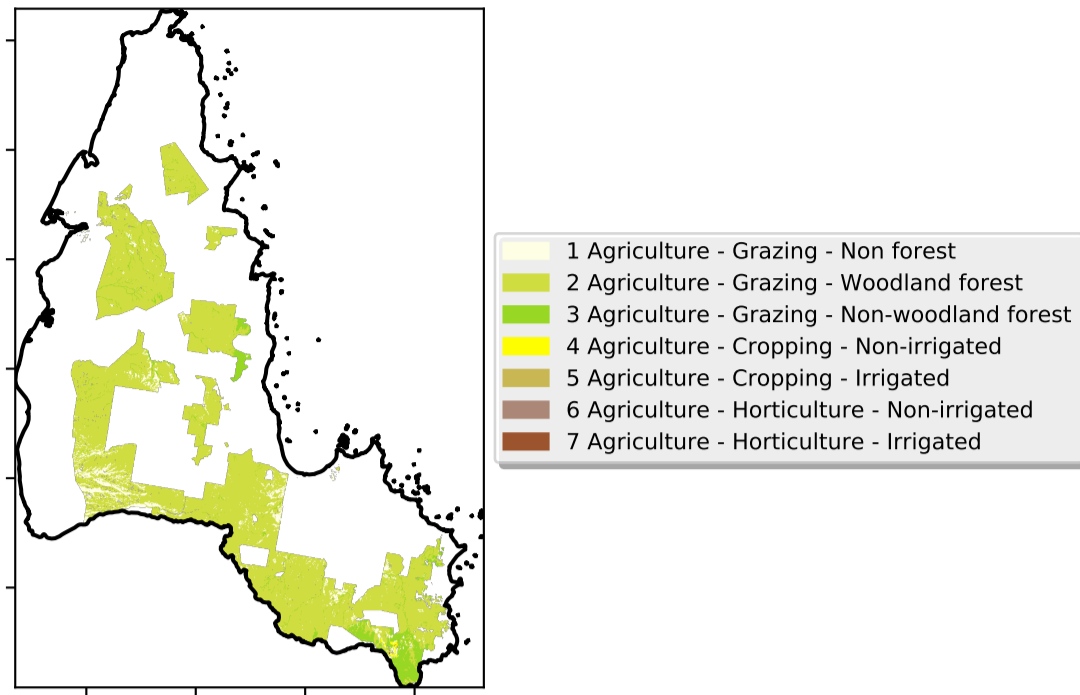 1 Agriculture - Grazing - Non forest
2 Agriculture - Grazing - Woodland forest
3 Agriculture - Grazing - Non-woodland forest
4 Agriculture - Cropping - Non-irrigated
5 Agriculture - Cropping - Irrigated
6 Agriculture - Horticulture - Non-irrigated
7 Agriculture - Horticulture - Irrigated